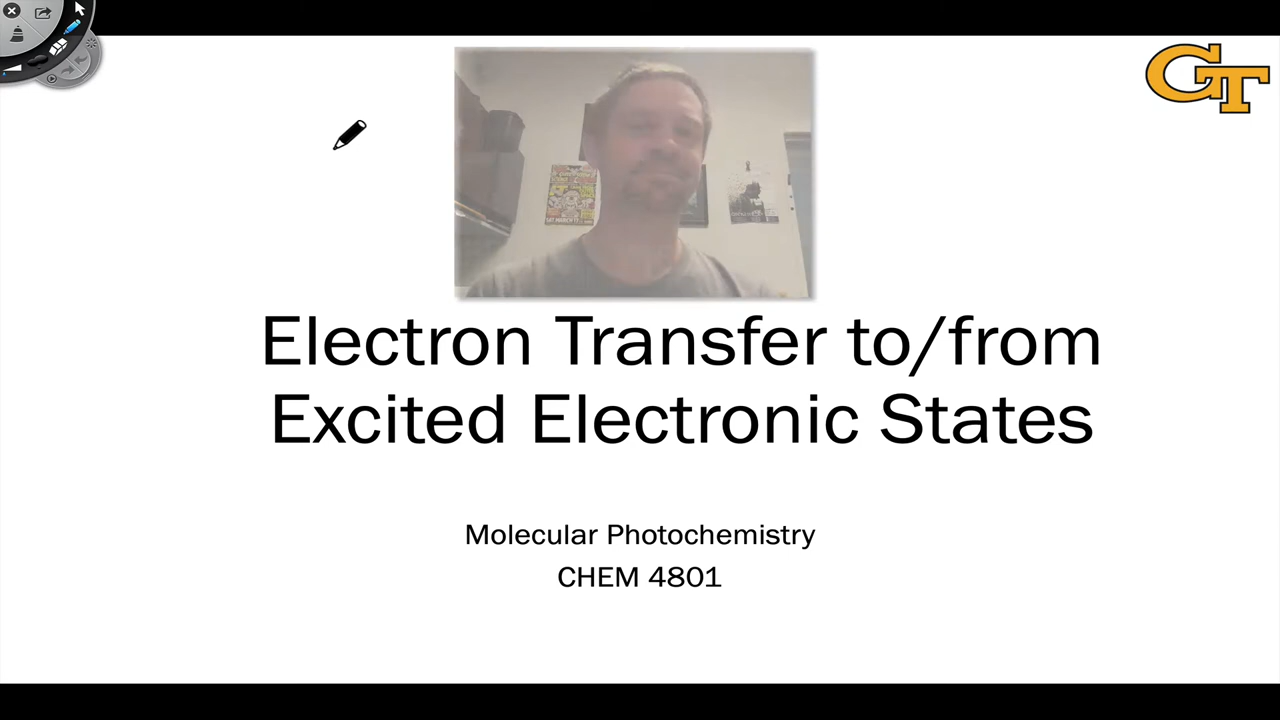 GT
Electron Transfer to/from
Excited Electronic States
Molecular Photochemistry
CHEM 4801